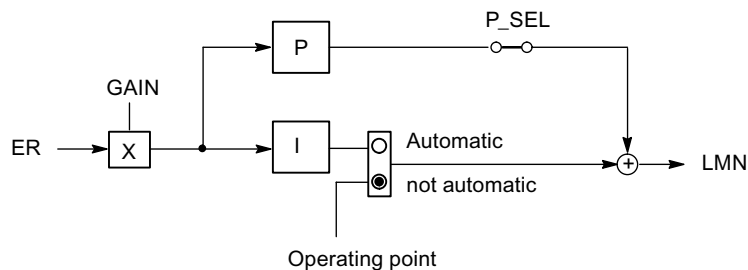 P_SEL
P
GAIN
ER
X
I
Automatic
not automatic
+
LMN
Operating point